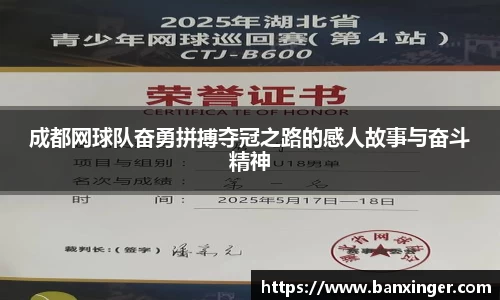 2025年湖北省
青少年网球巡回赛(第4站)
CTJ-B600
荣誉证书
CERTIFICATE OF HONOR
成都网球队奋勇拼搏夺冠之路的感人故事与奋斗
精神
项目与组别: U18男单
名次与成绩: 第一名
时 间: 2025年5月17日—18日
裁判长:(签字)
https://www.banxinger.com